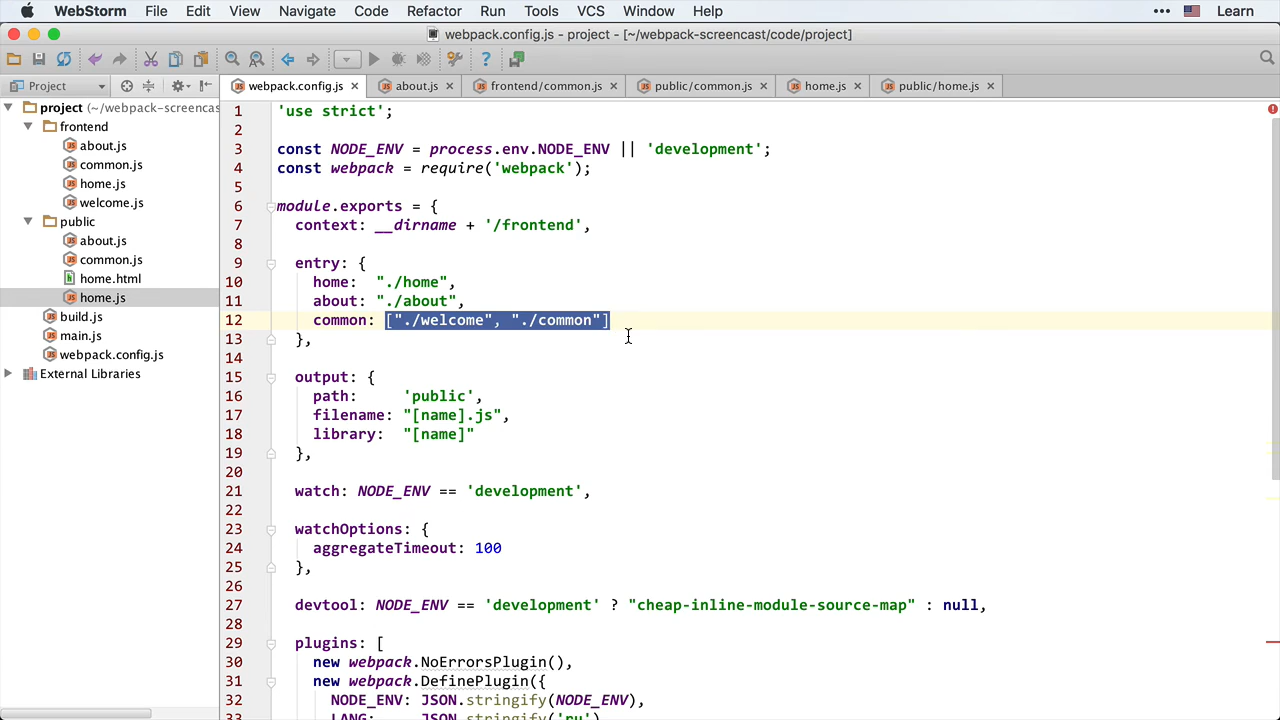 WebStorm File Edit View Navigate Code Refactor Run Tools VCS Window Help ••• Learn
webpack.config.js - project - [~/webpack-screencast/code/project]
Project webpack.config.js about.js frontend/common.js public/common.js home.js public/home.js
project (~/webpack-screencas
frontend
about.js
common.js
home.js
welcome.js
public
about.js
common.js
home.html
home.js
build.js
main.js
webpack.config.js
External Libraries
1 'use strict';
2
3 const NODE_ENV = process.env.NODE_ENV || 'development';
4 const webpack = require('webpack');
5
6 module.exports = {
7 context: __dirname + '/frontend',
8
9 entry: {
10 home: "./home",
11 about: "./about",
12 common: ["./welcome", "./common"]
13 },
14
15 output: {
16 path: 'public',
17 filename: "[name].js",
18 library: "[name]"
19 },
20
21 watch: NODE_ENV == 'development',
22
23 watchOptions: {
24 aggregateTimeout: 100
25 },
26
27 devtool: NODE_ENV == 'development' ? "cheap-inline-module-source-map" : null,
28
29 plugins: [
30 new webpack.NoErrorsPlugin(),
31 new webpack.DefinePlugin({
32 NODE_ENV: JSON.stringify(NODE_ENV),
33 LANG: JSON.stringify('ru')